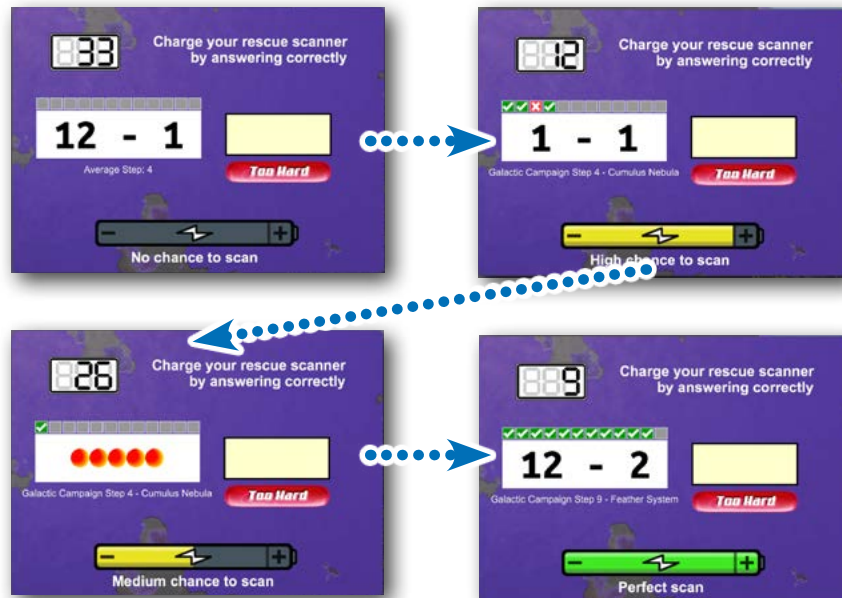 33
Charge your rescue scanner
by answering correctly
12 - 1
Average Step: 4
Too Hard
No chance to scan
12
Charge your rescue scanner
by answering correctly
1 - 1
Galactic Campaign Step 4 - Cumulus Nebula
Too Hard
High chance to scan
26
Charge your rescue scanner
by answering correctly
Galactic Campaign Step 4 - Cumulus Nebula
Too Hard
Medium chance to scan
9
Charge your rescue scanner
by answering correctly
12 - 2
Galactic Campaign Step 9 - Feather System
Too Hard
Perfect scan